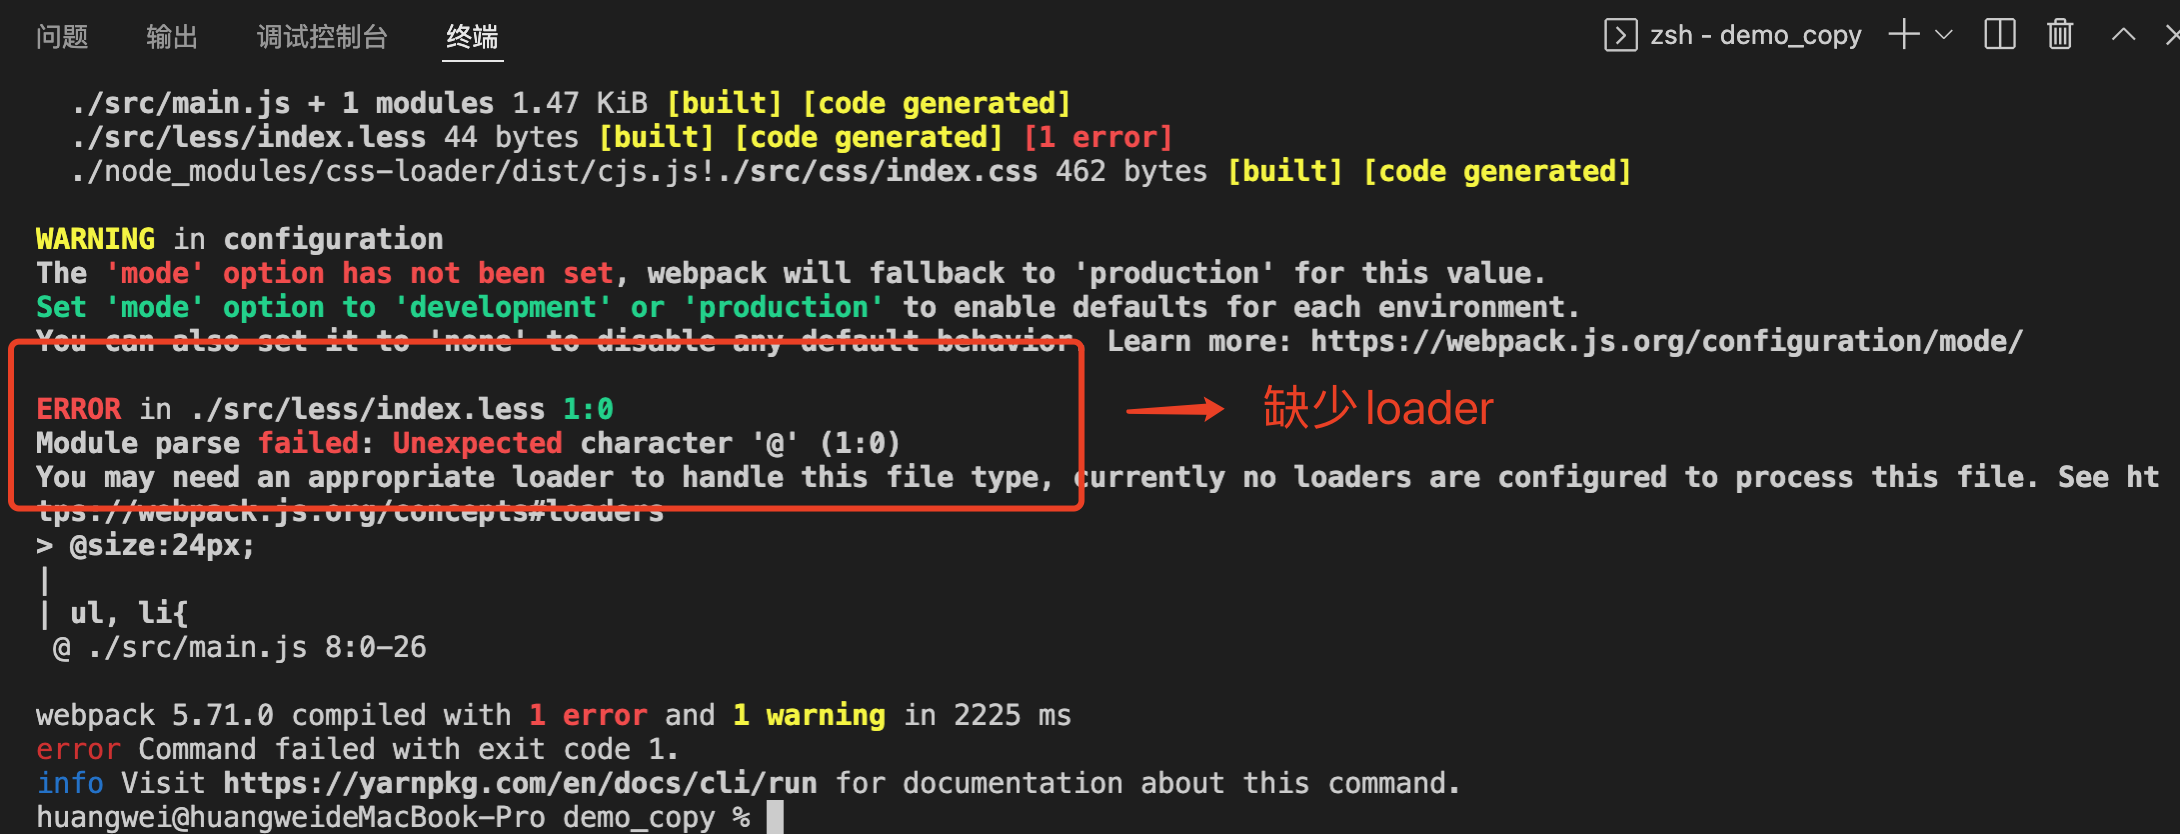 问题 输出 调试控制台 终端 zsh - demo_copy
./src/main.js + 1 modules 1.47 KiB [built] [code generated]
./src/less/index.less 44 bytes [built] [code generated] [1 error]
./node_modules/css-loader/dist/cjs.js!./src/css/index.css 462 bytes [built] [code generated]
WARNING in configuration
The 'mode' option has not been set, webpack will fallback to 'production' for this value.
Set 'mode' option to 'development' or 'production' to enable defaults for each environment.
You can also set it to 'none' to disable any default behavior. Learn more: https://webpack.js.org/configuration/mode/
ERROR in ./src/less/index.less 1:0
缺少loader
Module parse failed: Unexpected character '@' (1:0)
You may need an appropriate loader to handle this file type, currently no loaders are configured to process this file. See ht
tps://webpack.js.org/concepts#loaders
> @size:24px;
|
| ul, li{
@ ./src/main.js 8:0-26
webpack 5.71.0 compiled with 1 error and 1 warning in 2225 ms
error Command failed with exit code 1.
info Visit https://yarnpkg.com/en/docs/cli/run for documentation about this command.
huangwei@huangweideMacBook-Pro demo_copy %